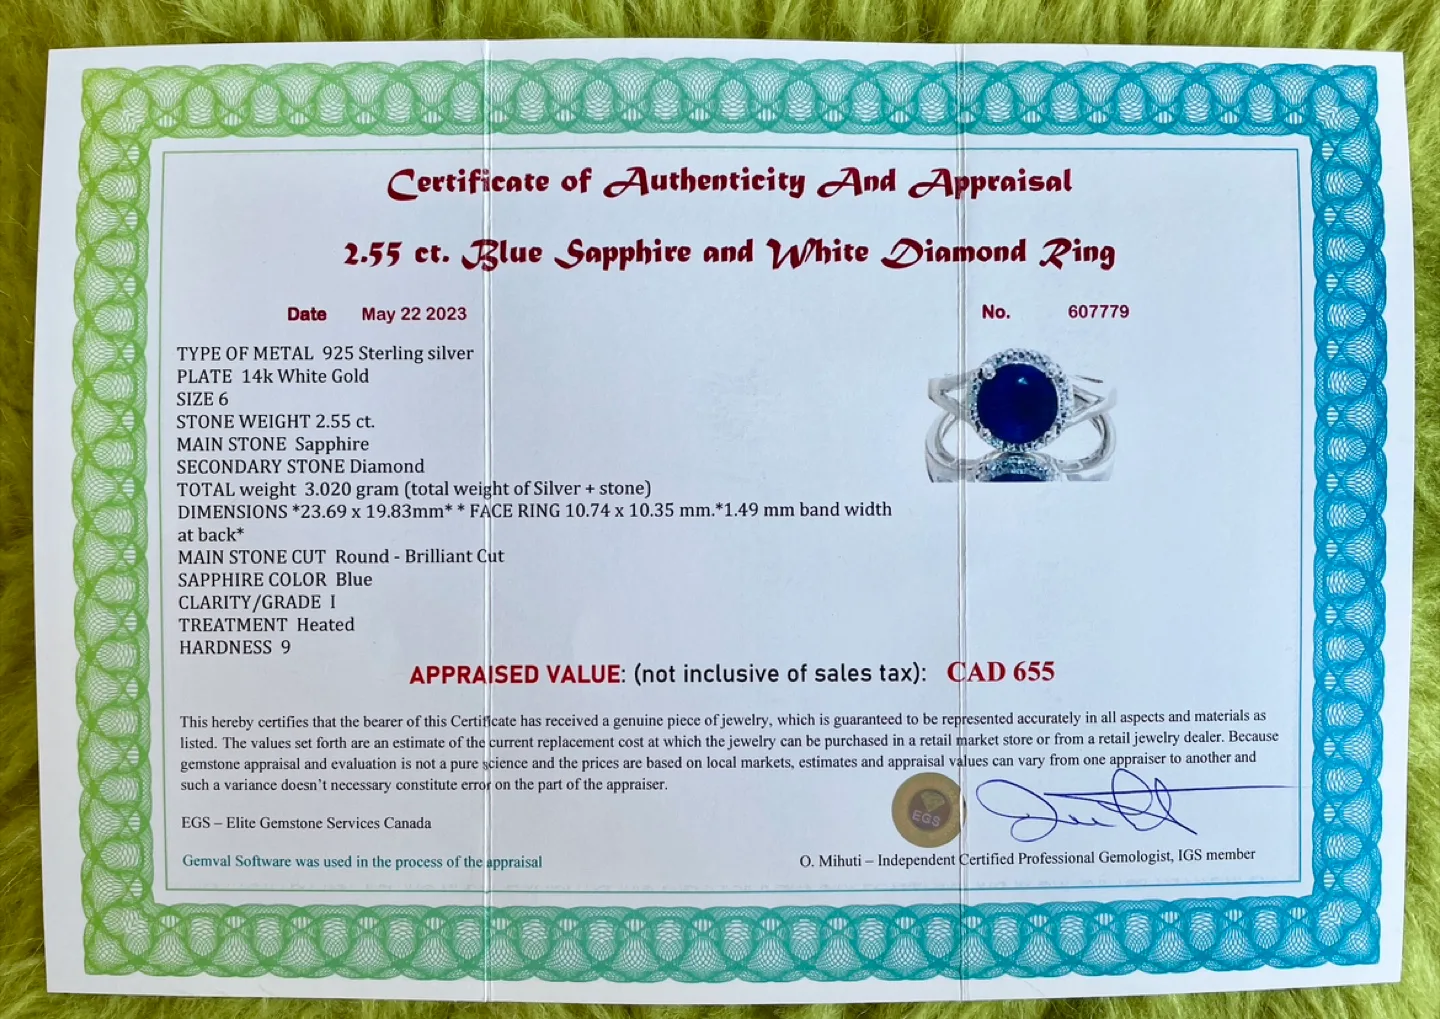 Certificate of Authenticity And Appraisal
2.55 ct. Blue Sapphire and White Diamond Ring
Date May 22 2023 No. 607779
TYPE OF METAL 925 Sterling silver
PLATE 14k White Gold
SIZE 6
STONE WEIGHT 2.55 ct.
MAIN STONE Sapphire
SECONDARY STONE Diamond
TOTAL weight 3.020 gram (total weight of Silver + stone)
DIMENSIONS *23.69 x 19.83mm* * FACE RING 10.74 x 10.35 mm.*1.49 mm band width
at back*
MAIN STONE CUT Round - Brilliant Cut
SAPPHIRE COLOR Blue
CLARITY/GRADE I
TREATMENT Heated
HARDNESS 9
APPRAISED VALUE: (not inclusive of sales tax): CAD 655
This hereby certifies that the bearer of this Certificate has received a genuine piece of jewelry, which is guaranteed to be represented accurately in all aspects and materials as
listed. The values set forth are an estimate of the current replacement cost at which the jewelry can be purchased in a retail market store or from a retail jewelry dealer. Because
gemstone appraisal and evaluation is not a pure science and the prices are based on local markets, estimates and appraisal values can vary from one appraiser to another and
such a variance doesn't necessary constitute error on the part of the appraiser.
EGS
EGS – Elite Gemstone Services Canada
Gemval Software was used in the process of the appraisal
O. Mihuti – Independent Certified Professional Gemologist, IGS member